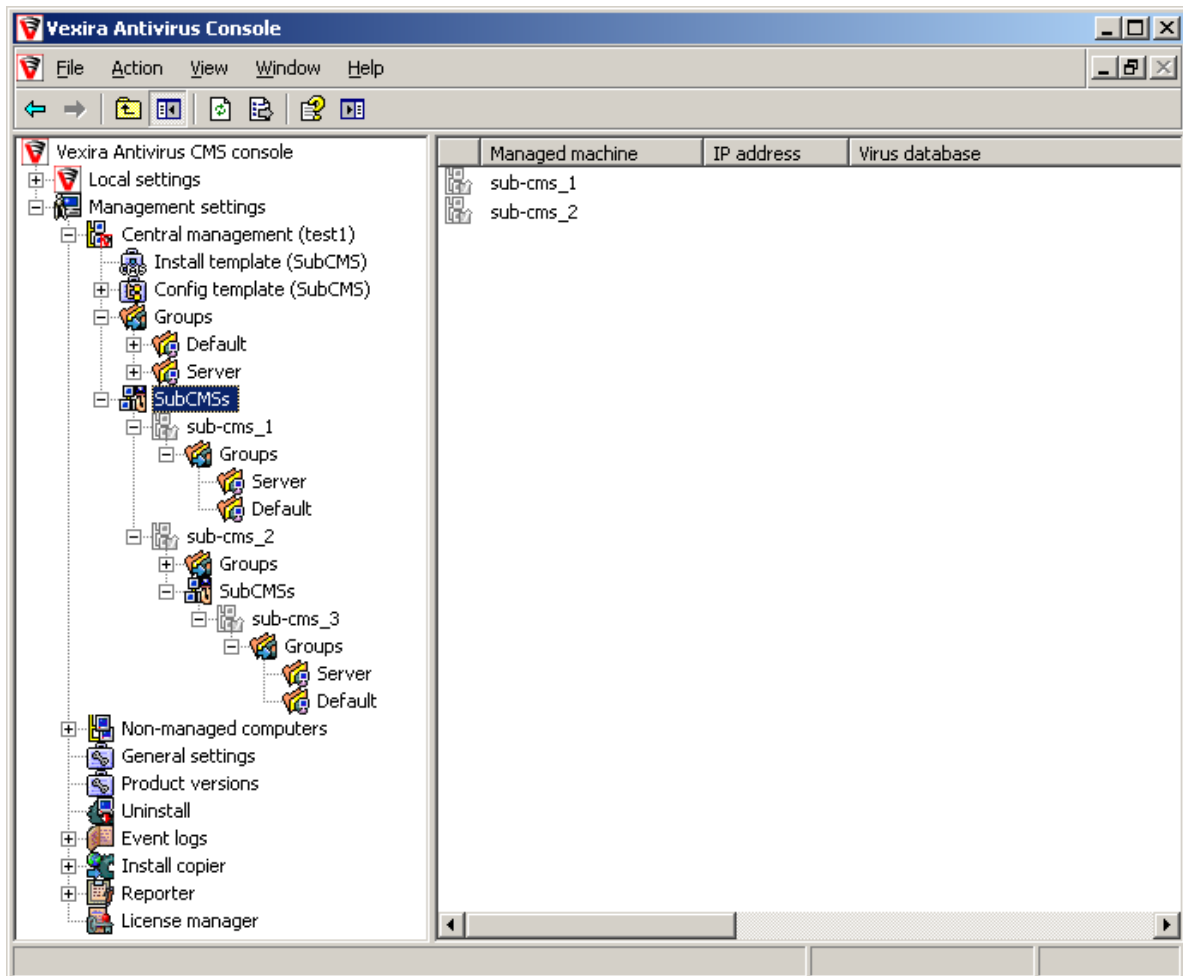 Vexira Antivirus Console
File Action View Window Help
Vexira Antivirus CMS console
Local settings
Management settings
Central management (test1)
Install template (SubCMS)
Config template (SubCMS)
Groups
Default
Server
SubCMSs
sub-cms_1
Groups
Server
Default
sub-cms_2
Groups
SubCMSs
sub-cms_3
Groups
Server
Default
Non-managed computers
General settings
Product versions
Uninstall
Event logs
Install copier
Reporter
License manager
Managed machine IP address Virus database
sub-cms_1
sub-cms_2